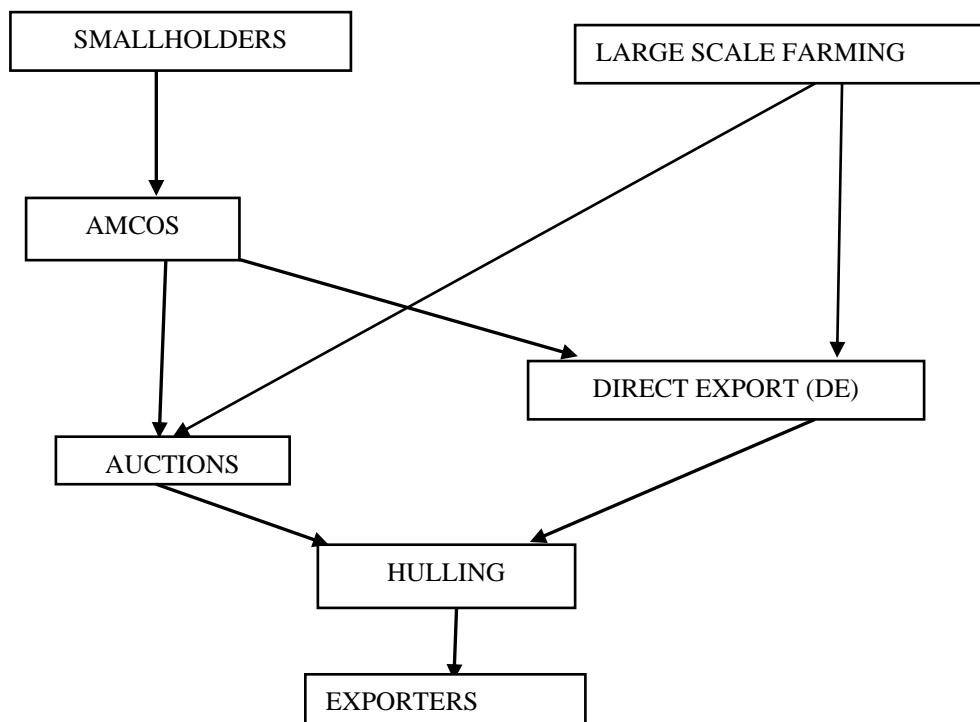 SMALLHOLDERS
LARGE SCALE FARMING
AMCOS
DIRECT EXPORT (DE)
AUCTIONS
HULLING
EXPORTERS